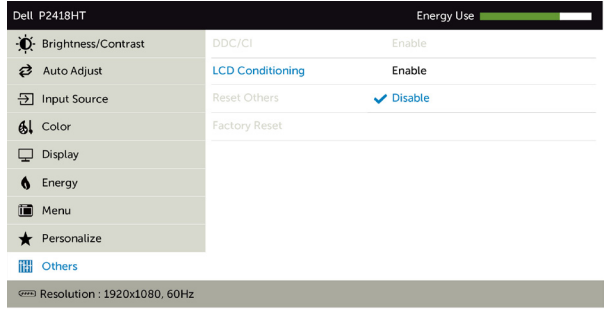 Dell P2418HT Energy Use
Brightness/Contrast DDC/CI Enable
Auto Adjust LCD Conditioning Enable
Input Source Reset Others Disable
Color Factory Reset
Display
Energy
Menu
Personalize
Others
Resolution : 1920x1080, 60Hz